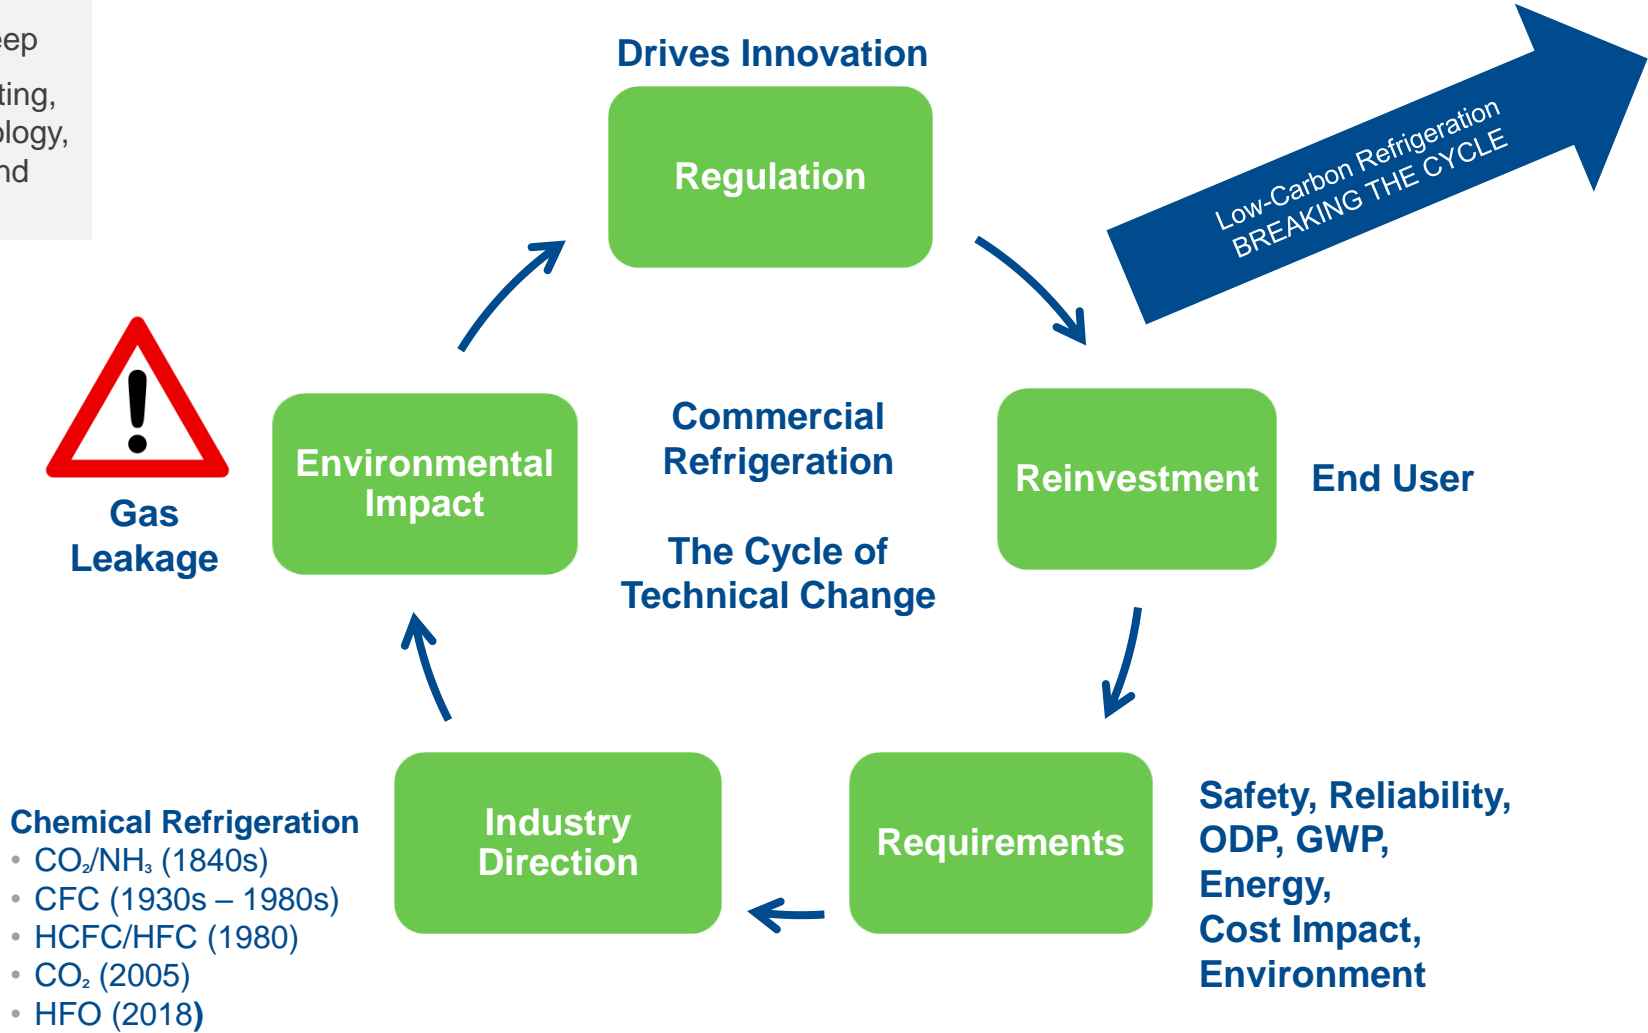 ting,
nd
Drives Innovation
Regulation
Low-Carbon Refrigeration
BREAKING THE CYCLE
Gas
Leakage
Environmental
Impact
Commercial
Refrigeration
The Cycle of
Technical Change
Reinvestment
End User
Industry
Direction
Requirements
Safety, Reliability,
ODP, GWP,
Energy,
Cost Impact,
Environment
Chemical Refrigeration
• CO₂/NH₃ (1840s)
• CFC (1930s – 1980s)
• HCFC/HFC (1980)
• CO₂ (2005)
• HFO (2018)